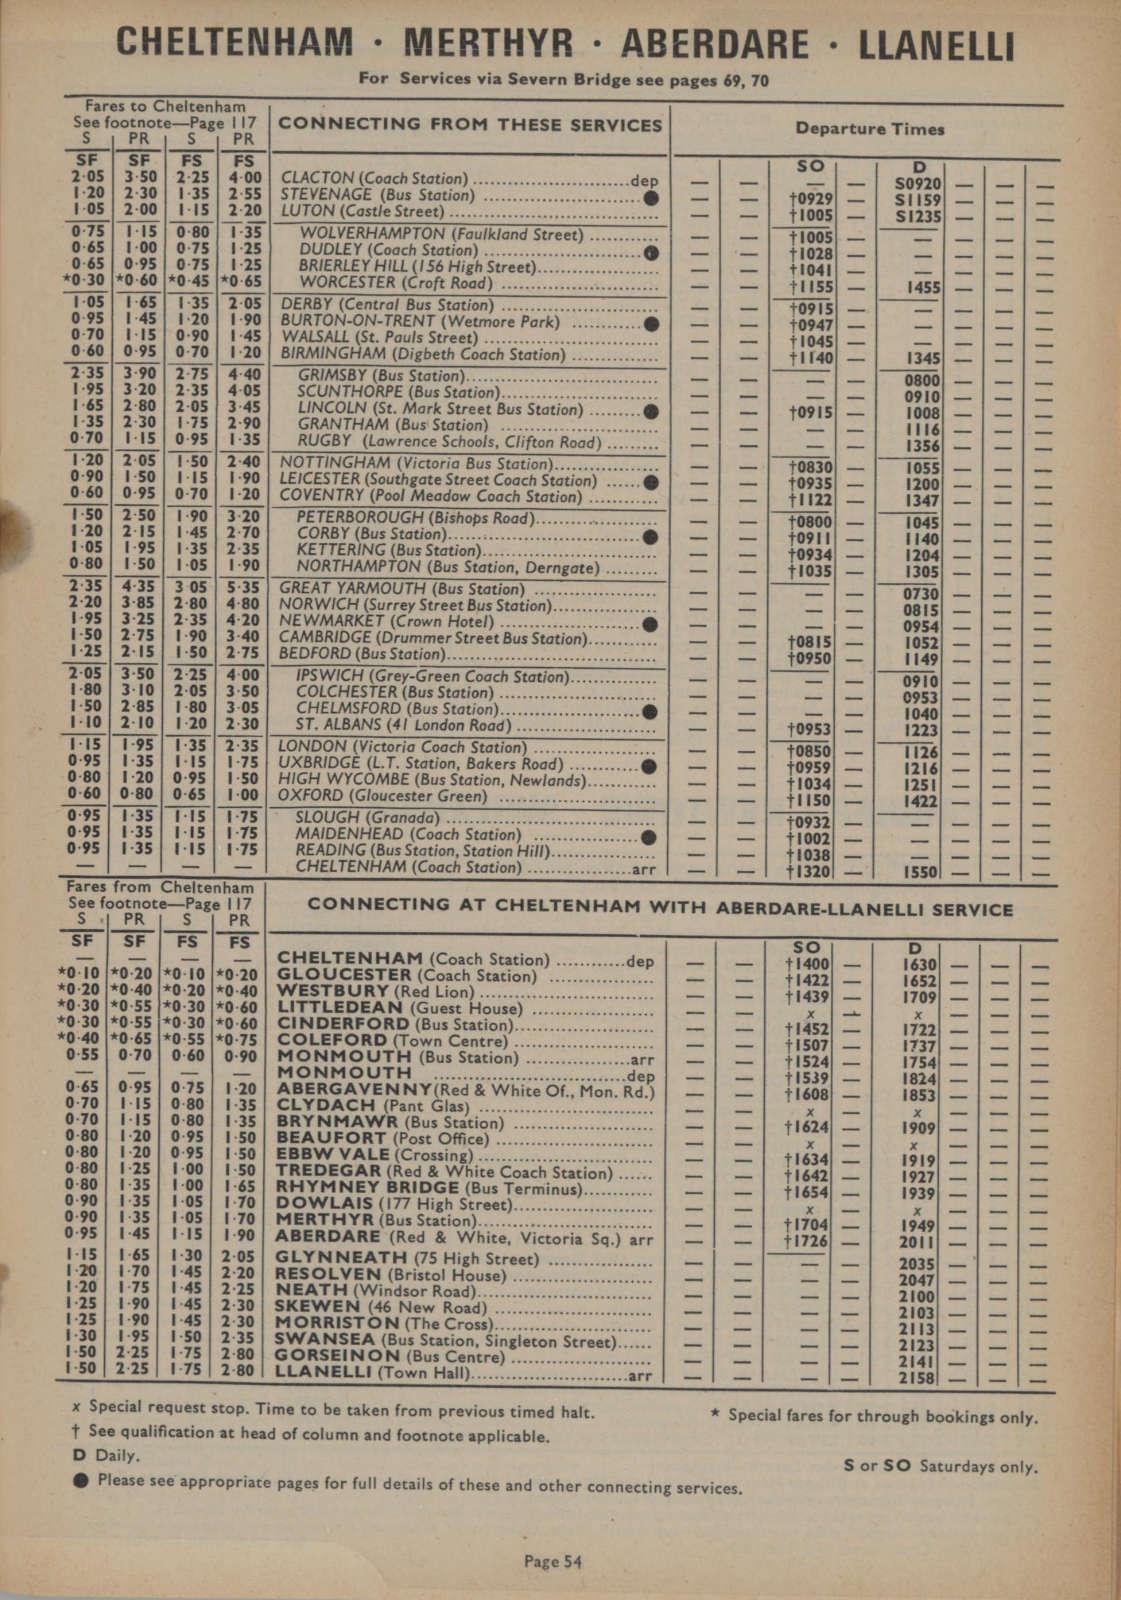 CHELTENHAM · MERTHYR · ABERDARE · LLANELLI
For Services via Severn Bridge see pages 69, 70
Fares to Cheltenham
See footnote—Page 117
CONNECTING FROM THESE SERVICES
Departure Times
S PR S PR
SF SF FS FS SO D
2·05 3·50 2·25 4·00 CLACTON (Coach Station) ............dep — — — — S0920 — — —
1·20 2·30 1·35 2·55 STEVENAGE (Bus Station) ............● — — †0929 — S1159 — — —
1·05 2·00 1·15 2·20 LUTON (Castle Street) ............ — — †1005 — S1235 — — —
0·75 1·15 0·80 1·35 WOLVERHAMPTON (Faulkland Street) ............ — — †1005 — — — — —
0·65 1·00 0·75 1·25 DUDLEY (Coach Station) ............● — — †1028 — — — — —
0·65 0·95 0·75 1·25 BRIERLEY HILL (156 High Street)............ — — †1041 — — — — —
*0·30 *0·60 *0·45 *0·65 WORCESTER (Croft Road) ............ — — †1155 — 1455 — — —
1·05 1·65 1·35 2·05 DERBY (Central Bus Station) ............ — — †0915 — — — — —
0·95 1·45 1·20 1·90 BURTON-ON-TRENT (Wetmore Park) ............● — — †0947 — — — — —
0·70 1·15 0·90 1·45 WALSALL (St. Pauls Street) ............ — — †1045 — — — — —
0·60 0·95 0·70 1·20 BIRMINGHAM (Digbeth Coach Station) ............ — — †1140 — 1345 — — —
2·35 3·90 2·75 4·40 GRIMSBY (Bus Station)............ — — — — 0800 — — —
1·95 3·20 2·35 4·05 SCUNTHORPE (Bus Station)............ — — — — 0910 — — —
1·65 2·80 2·05 3·45 LINCOLN (St. Mark Street Bus Station) ............● — — †0915 — 1008 — — —
1·35 2·30 1·75 2·90 GRANTHAM (Bus Station) ............ — — — — 1116 — — —
0·70 1·15 0·95 1·35 RUGBY (Lawrence Schools, Clifton Road) ......... — — — — 1356 — — —
1·20 2·05 1·50 2·40 NOTTINGHAM (Victoria Bus Station)............ — — †0830 — 1055 — — —
0·90 1·50 1·15 1·90 LEICESTER (Southgate Street Coach Station) ......● — — †0935 — 1200 — — —
0·60 0·95 0·70 1·20 COVENTRY (Pool Meadow Coach Station) ............ — — †1122 — 1347 — — —
1·50 2·50 1·90 3·20 PETERBOROUGH (Bishops Road)............ — — †0800 — 1045 — — —
1·20 2·15 1·45 2·70 CORBY (Bus Station)............● — — †0911 — 1140 — — —
1·05 1·95 1·35 2·35 KETTERING (Bus Station)............ — — †0934 — 1204 — — —
0·80 1·50 1·05 1·90 NORTHAMPTON (Bus Station, Derngate) ......... — — †1035 — 1305 — — —
2·35 4·35 3 05 5·35 GREAT YARMOUTH (Bus Station) ............ — — — — 0730 — — —
2·20 3·85 2·80 4·80 NORWICH (Surrey Street Bus Station)............ — — — — 0815 — — —
1·95 3·25 2·35 4·20 NEWMARKET (Crown Hotel) ............● — — — — 0954 — — —
1·50 2·75 1·90 3·40 CAMBRIDGE (Drummer Street Bus Station)............ — — †0815 — 1052 — — —
1·25 2·15 1·50 2·75 BEDFORD (Bus Station)............ — — †0950 — 1149 — — —
2·05 3·50 2·25 4·00 IPSWICH (Grey-Green Coach Station)............ — — — — 0910 — — —
1·80 3·10 2·05 3·50 COLCHESTER (Bus Station) ............ — — — — 0953 — — —
1·50 2·85 1·80 3·05 CHELMSFORD (Bus Station)............● — — — — 1040 — — —
1·10 2·10 1·20 2·30 ST. ALBANS (41 London Road) ............ — — †0953 — 1223 — — —
1·15 1·95 1·35 2·35 LONDON (Victoria Coach Station) ............ — — †0850 — 1126 — — —
0·95 1·35 1·15 1·75 UXBRIDGE (L.T. Station, Bakers Road) ............● — — †0959 — 1216 — — —
0·80 1·20 0·95 1·50 HIGH WYCOMBE (Bus Station, Newlands)............ — — †1034 — 1251 — — —
0·60 0·80 0·65 1·00 OXFORD (Gloucester Green) ............ — — †1150 — 1422 — — —
0·95 1·35 1·15 1·75 SLOUGH (Granada) ............ — — †0932 — — — — —
0·95 1·35 1·15 1·75 MAIDENHEAD (Coach Station) ............● — — †1002 — — — — —
0·95 1·35 1·15 1·75 READING (Bus Station, Station Hill)............ — — †1038 — — — — —
— — — — CHELTENHAM (Coach Station) ............arr — — †1320 — 1550 — — —
Fares from Cheltenham
See footnote—Page 117
CONNECTING AT CHELTENHAM WITH ABERDARE-LLANELLI SERVICE
S PR S PR
SF SF FS FS SO D
— — — — CHELTENHAM (Coach Station) ............dep — — †1400 — 1630 — — —
*0·10 *0·20 *0·10 *0·20 GLOUCESTER (Coach Station) ............ — — †1422 — 1652 — — —
*0·20 *0·40 *0·20 *0·40 WESTBURY (Red Lion) ............ — — †1439 — 1709 — — —
*0·30 *0·55 *0·30 *0·60 LITTLEDEAN (Guest House) ............ — — x — x — — —
*0·30 *0·55 *0·30 *0·60 CINDERFORD (Bus Station)............ — — †1452 — 1722 — — —
*0·40 *0·65 *0·55 *0·75 COLEFORD (Town Centre) ............ — — †1507 — 1737 — — —
0·55 0·70 0·60 0·90 MONMOUTH (Bus Station) ............arr — — †1524 — 1754 — — —
— — — — MONMOUTH ............dep — — †1539 — 1824 — — —
0·65 0·95 0·75 1·20 ABERGAVENNY(Red & White Of., Mon. Rd.) — — †1608 — 1853 — — —
0·70 1·15 0·80 1·35 CLYDACH (Pant Glas) ............ — — x — x — — —
0·70 1·15 0·80 1·35 BRYNMAWR (Bus Station) ............ — — †1624 — 1909 — — —
0·80 1·20 0·95 1·50 BEAUFORT (Post Office) ............ — — x — x — — —
0·80 1·20 0·95 1·50 EBBW VALE (Crossing) ............ — — †1634 — 1919 — — —
0·80 1·25 1·00 1·50 TREDEGAR (Red & White Coach Station) ...... — — †1642 — 1927 — — —
0·80 1·35 1·00 1·65 RHYMNEY BRIDGE (Bus Terminus)............ — — †1654 — 1939 — — —
0·90 1·35 1·05 1·70 DOWLAIS (177 High Street)............ — — x — x — — —
0·90 1·35 1·05 1·70 MERTHYR (Bus Station)............ — — †1704 — 1949 — — —
0·95 1·45 1·15 1·90 ABERDARE (Red & White, Victoria Sq.) arr — — †1726 — 2011 — — —
1·15 1·65 1·30 2·05 GLYNNEATH (75 High Street) ............ — — — — 2035 — — —
1·20 1·70 1·45 2·20 RESOLVEN (Bristol House) ............ — — — — 2047 — — —
1·20 1·75 1·45 2·25 NEATH (Windsor Road)............ — — — — 2100 — — —
1·25 1·90 1·45 2·30 SKEWEN (46 New Road) ............ — — — — 2103 — — —
1·25 1·90 1·45 2·30 MORRISTON (The Cross)............ — — — — 2113 — — —
1·30 1·95 1·50 2·35 SWANSEA (Bus Station, Singleton Street)...... — — — — 2123 — — —
1·50 2·25 1·75 2·80 GORSEINON (Bus Centre) ............ — — — — 2141 — — —
1·50 2·25 1·75 2·80 LLANELLI (Town Hall)............arr — — — — 2158 — — —
x Special request stop. Time to be taken from previous timed halt.
* Special fares for through bookings only.
† See qualification at head of column and footnote applicable.
D Daily.
S or SO Saturdays only.
● Please see appropriate pages for full details of these and other connecting services.
Page 54